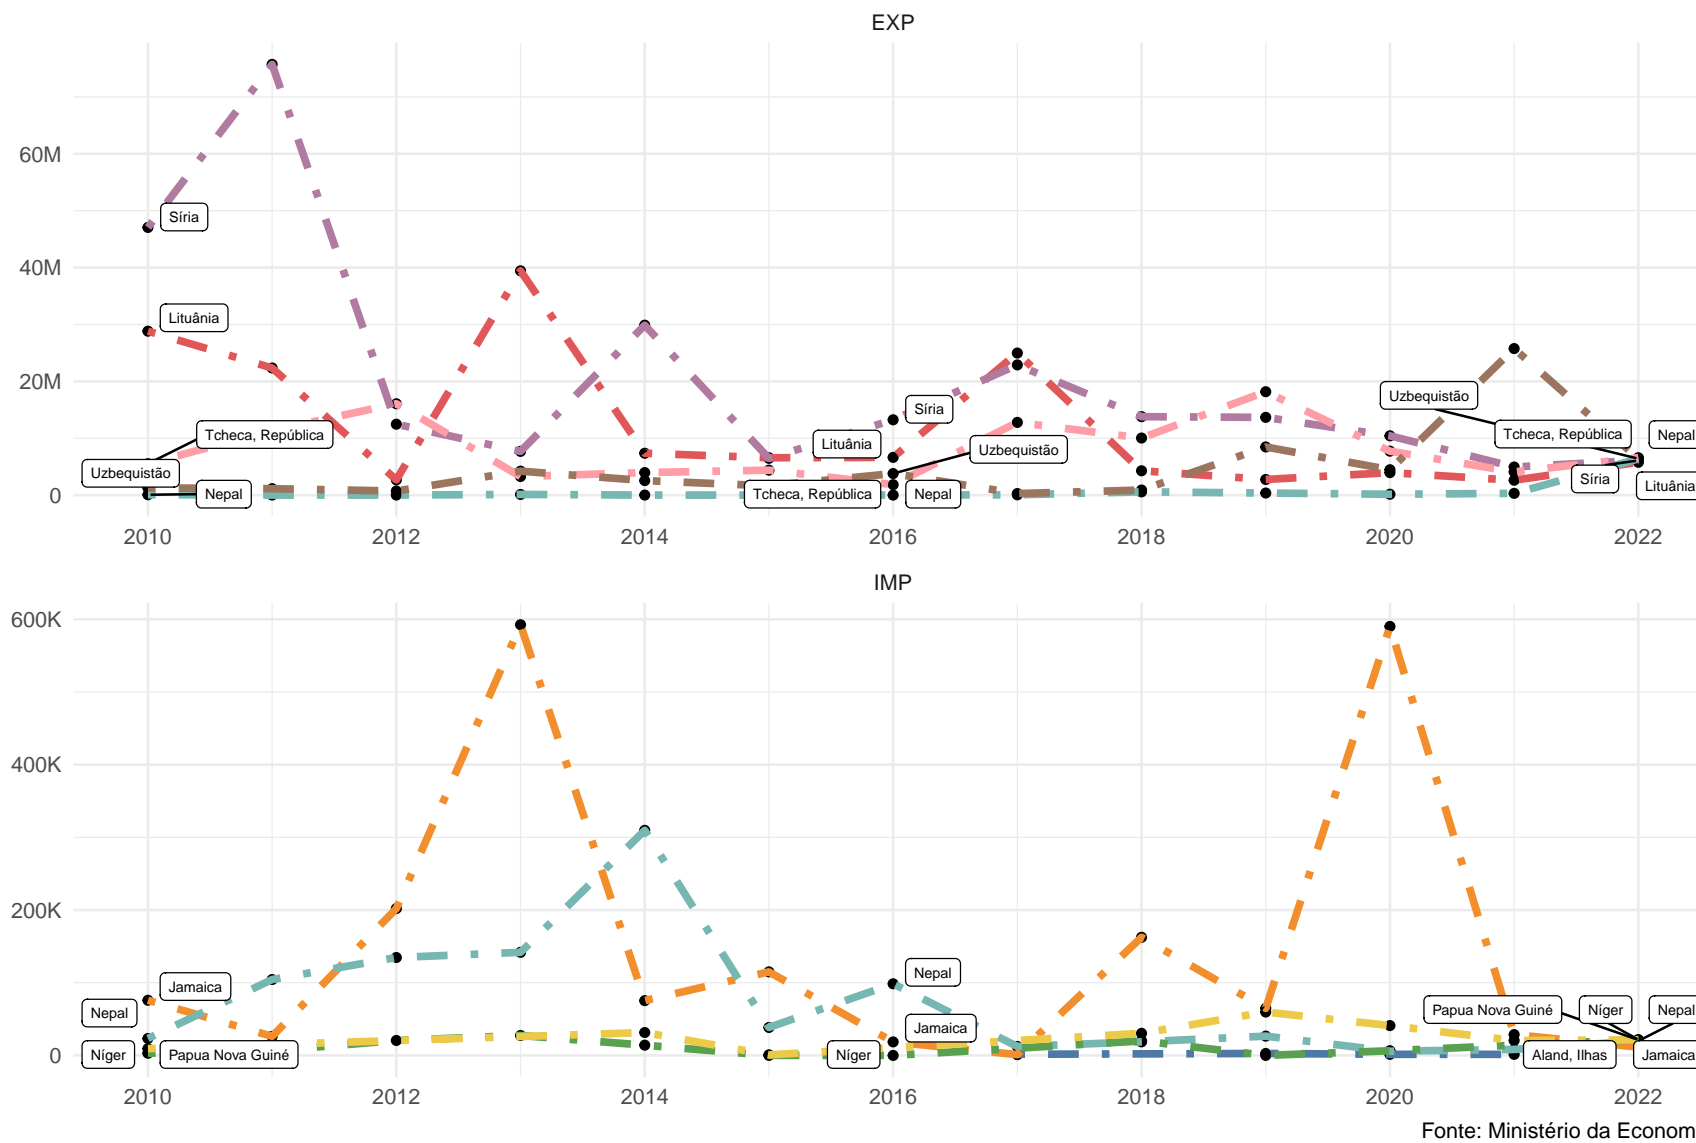 EXP
60M
40M
20M
0
Síria
Lituânia
Tcheca, República
Uzbequistão
Nepal
Síria
Lituânia
Uzbequistão
Tcheca, República
Nepal
Uzbequistão
Tcheca, República
Nepal
Síria
Lituânia
2010 2012 2014 2016 2018 2020 2022
IMP
600K
400K
200K
0
Jamaica
Nepal
Níger
Papua Nova Guiné
Nepal
Jamaica
Níger
Papua Nova Guiné
Níger
Nepal
Aland, Ilhas
Jamaica
2010 2012 2014 2016 2018 2020 2022
Fonte: Ministério da Econom